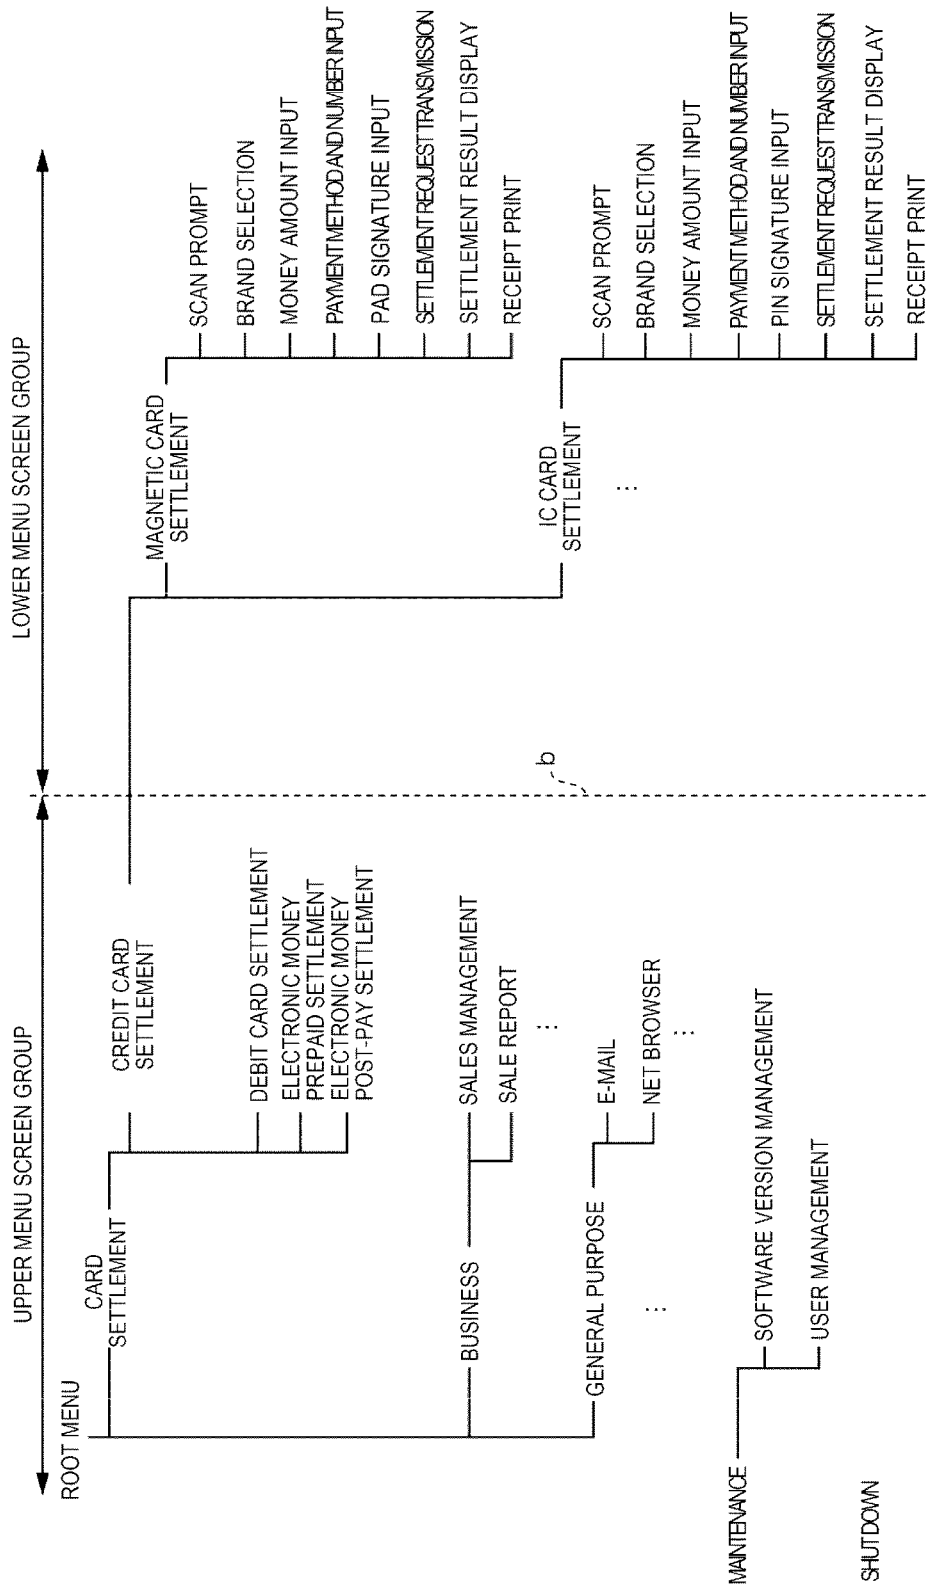 UPPER MENU SCREEN GROUP
LOWER MENU SCREEN GROUP
ROOT MENU
CARD
SETTLEMENT
CREDIT CARD
SETTLEMENT
MAGNETIC CARD
SETTLEMENT
SCAN PROMPT
BRAND SELECTION
MONEY AMOUNT INPUT
PAYMENT METHOD AND NUMBER INPUT
PAD SIGNATURE INPUT
SETTLEMENT REQUEST TRANSMISSION
SETTLEMENT RESULT DISPLAY
RECEIPT PRINT
DEBIT CARD SETTLEMENT
ELECTRONIC MONEY
PREPAID SETTLEMENT
ELECTRONIC MONEY
POST-PAY SETTLEMENT
b
IC CARD
SETTLEMENT
...
SCAN PROMPT
BRAND SELECTION
MONEY AMOUNT INPUT
PAYMENT METHOD AND NUMBER INPUT
PIN SIGNATURE INPUT
SETTLEMENT REQUEST TRANSMISSION
SETTLEMENT RESULT DISPLAY
RECEIPT PRINT
BUSINESS
SALES MANAGEMENT
SALE REPORT
...
GENERAL PURPOSE
E-MAIL
NET BROWSER
...
...
MAINTENANCE
SOFTWARE VERSION MANAGEMENT
USER MANAGEMENT
SHUTDOWN